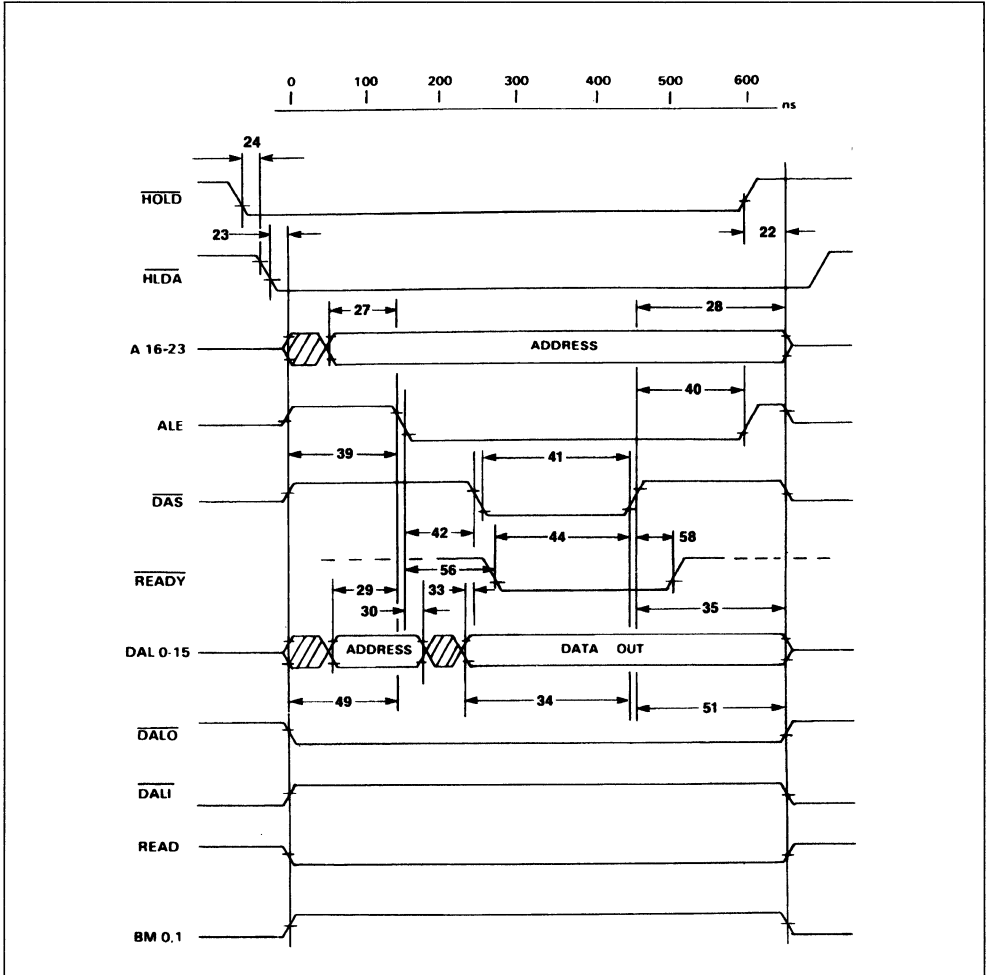 0 100 200 300 400 500 600
ns
24
HOLD
23
22
HLDA
27
28
A 16-23
ADDRESS
40
ALE
39
41
DAS
42
44
58
READY
56
29
33
30
35
DAL 0-15
ADDRESS
DATA OUT
49
34
51
DALO
DALI
READ
BM 0,1